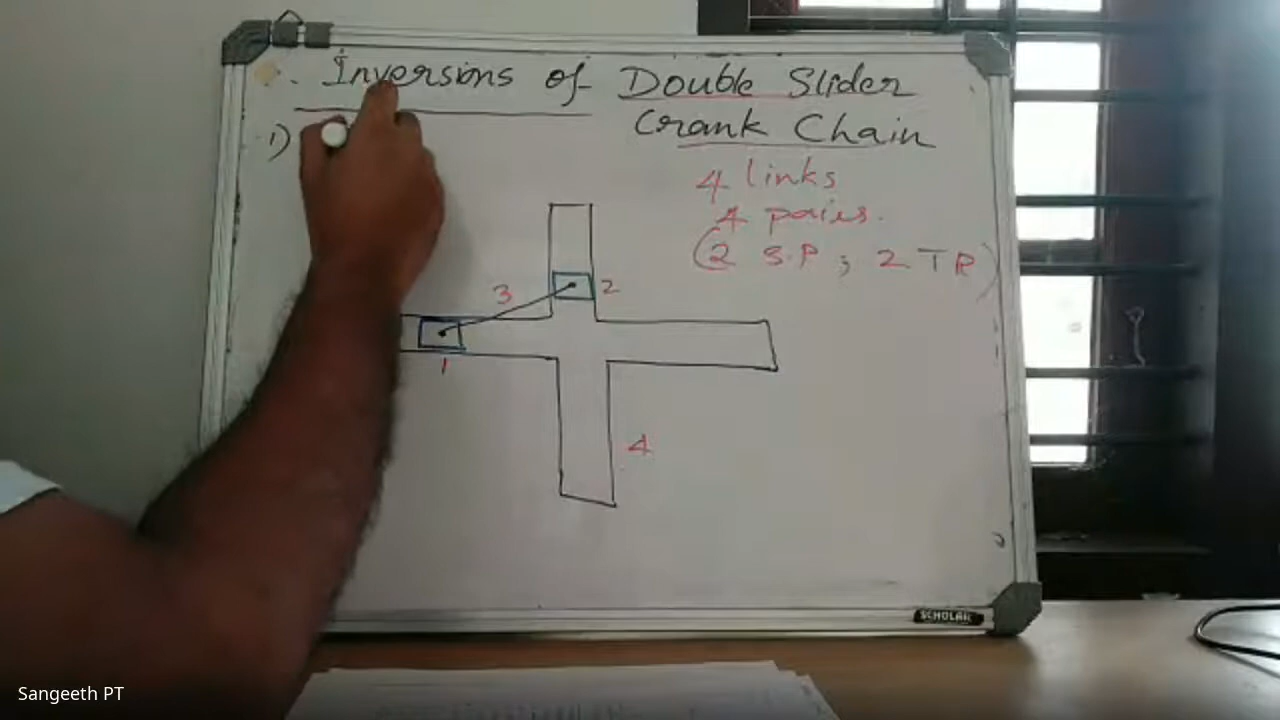 Inversions of Double Slider
Crank Chain
1)
4 links
4 pairs.
(2 S.P ; 2 T P)
3
2
1
4
SCHOLAR
Sangeeth PT